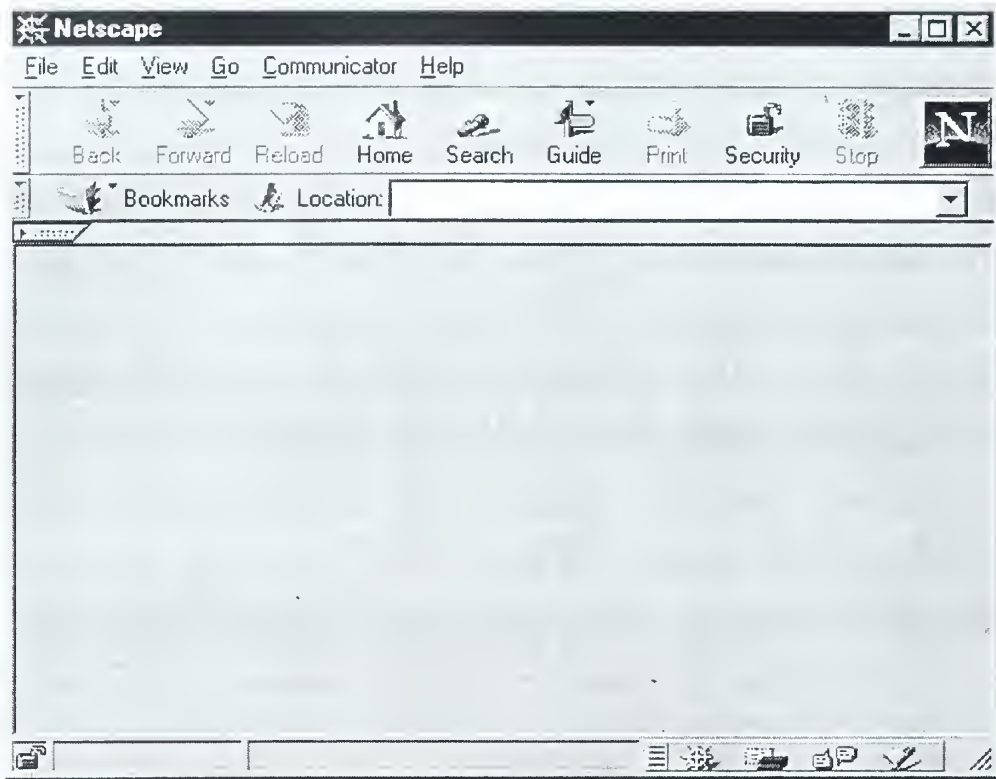 Netscape
File Edit View Go Communicator Help
Back Forward Reload Home Search Guide Print Security Stop N
Bookmarks Location: